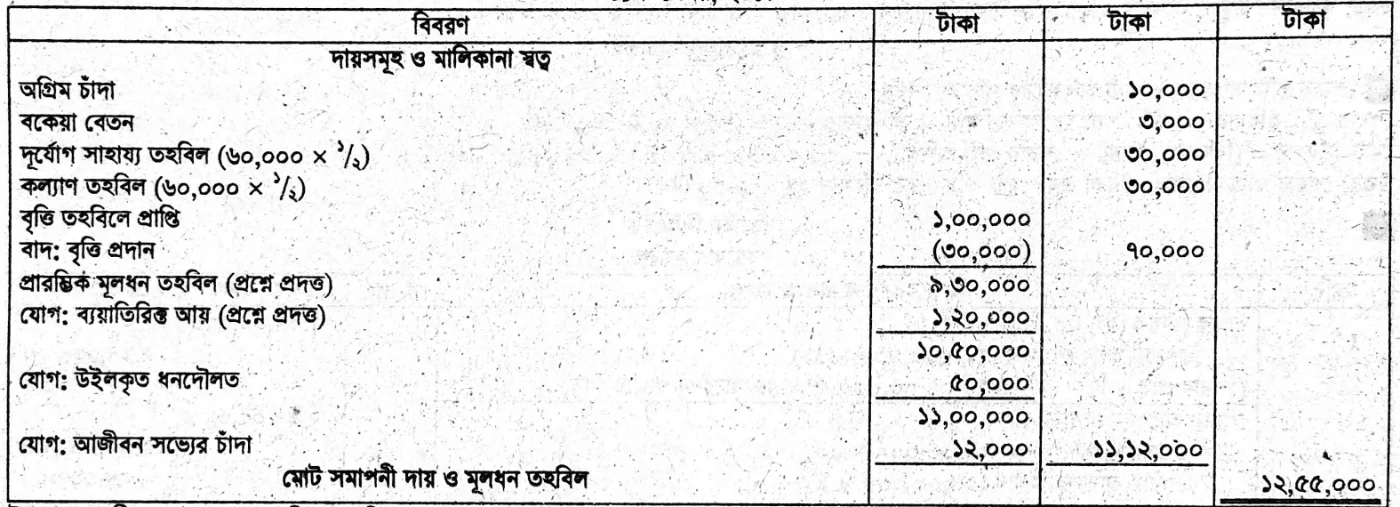 বিবরণ টাকা টাকা টাকা
দায়সমূহ ও মালিকানা স্বত্ব
অগ্রিম চাঁদা ১০,০০০
বকেয়া বেতন ৩,০০০
দূর্যোগ সাহায্য তহবিল (৬০,০০০ × ১/২) ৩০,০০০
কল্যাণ তহবিল (৬০,০০০ × ১/২) ৩০,০০০
বৃত্তি তহবিলে প্রাপ্তি ১,০০,০০০
বাদ: বৃত্তি প্রদান (৩০,০০০) ৭০,০০০
প্রারম্ভিক মূলধন তহবিল (প্রশ্নে প্রদত্ত) ৯,৩০,০০০
যোগ: ব্যয়াতিরিক্ত আয় (প্রশ্নে প্রদত্ত) ১,২০,০০০
১০,৫০,০০০
যোগ: উইলকৃত ধনদৌলত ৫০,০০০
১১,০০,০০০
যোগ: আজীবন সভ্যের চাঁদা ১২,০০০ ১১,১২,০০০
মোট সমাপনী দায় ও মূলধন তহবিল ১২,৫৫,০০০